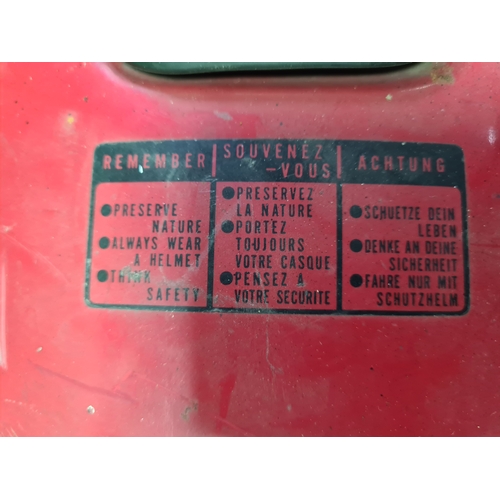 REMEMBER
●PRESERVE
NATURE
●ALWAYS WEAR
A HELMET
●THINK
SAFETY
SOUVENEZ
-VOUS
●PRESERVEZ
LA NATURE
●PORTEZ
TOUJOURS
VOTRE CASQUE
●PENSEZ A
VOTRE SECURITE
ACHTUNG
●SCHUETZE DEIN
LEBEN
●DENKE AN DEINE
SICHERHEIT
●FAHRE NUR MIT
SCHUTZHELM